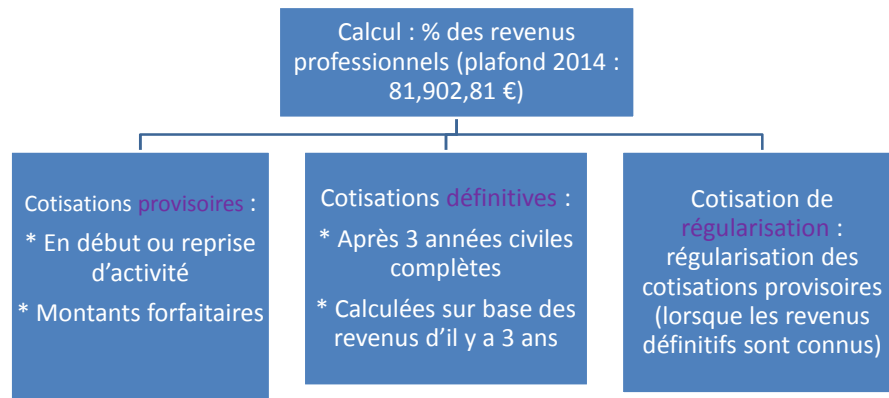 Calcul : % des revenus
professionnels (plafond 2014 :
81,902,81 €)
Cotisations provisoires :
* En début ou reprise
d’activité
* Montants forfaitaires
Cotisations définitives :
* Après 3 années civiles
complètes
* Calculées sur base des
revenus d’il y a 3 ans
Cotisation de
régularisation :
régularisation des
cotisations provisoires
(lorsque les revenus
définitifs sont connus)